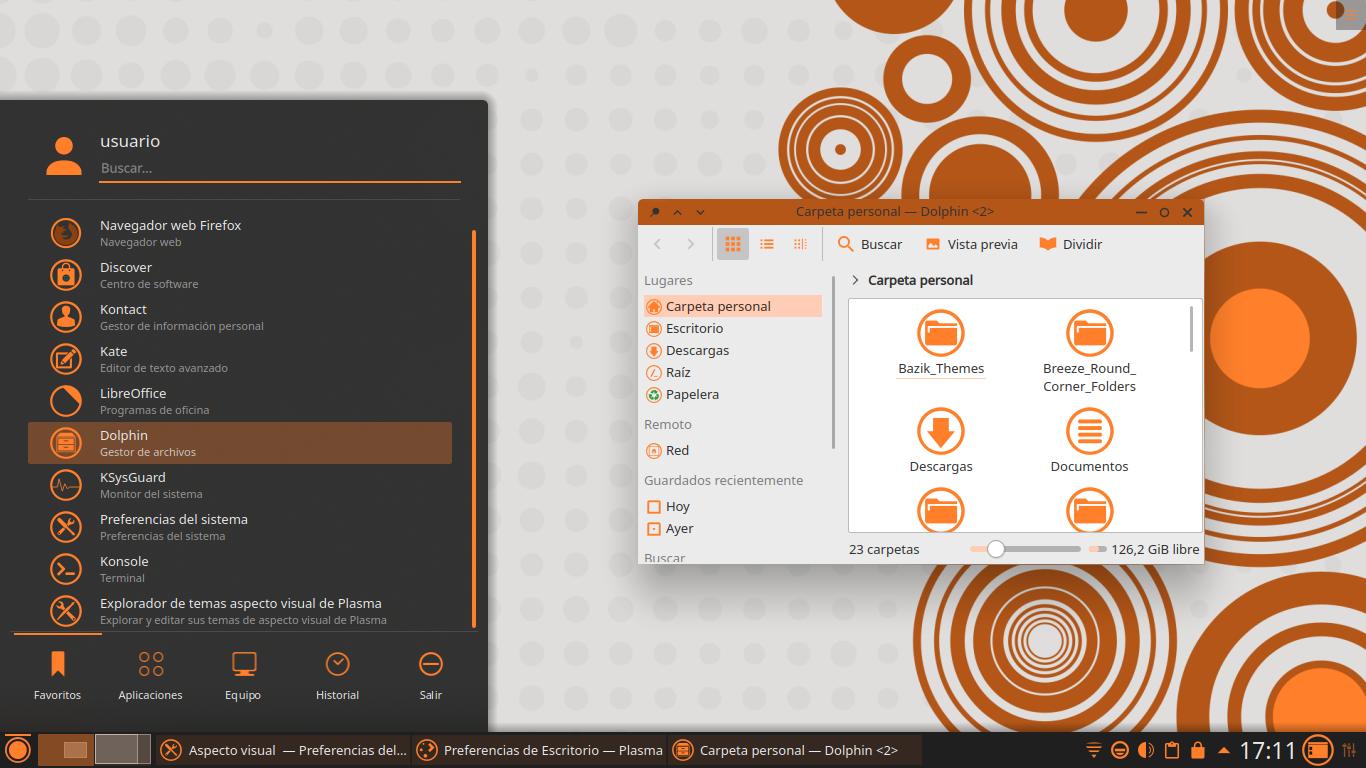 usuario
Buscar...
Navegador web Firefox
Navegador web
Discover
Centro de software
Kontact
Gestor de información personal
Kate
Editor de texto avanzado
LibreOffice
Programas de oficina
Dolphin
Gestor de archivos
KSysGuard
Monitor del sistema
Preferencias del sistema
Preferencias del sistema
Konsole
Terminal
Explorador de temas aspecto visual de Plasma
Explorar y editar sus temas de aspecto visual de Plasma
Favoritos
Aplicaciones
Equipo
Historial
Salir
Carpeta personal — Dolphin <2>
Buscar
Vista previa
Dividir
Lugares
Carpeta personal
Escritorio
Descargas
Raíz
Papelera
Remoto
Red
Guardados recientemente
Hoy
Ayer
Buscar
Carpeta personal
Bazik_Themes
Breeze_Round_
Corner_Folders
Descargas
Documentos
23 carpetas
126,2 GiB libre
Aspecto visual  — Preferencias del...
Preferencias de Escritorio — Plasma
Carpeta personal — Dolphin <2>
17:11